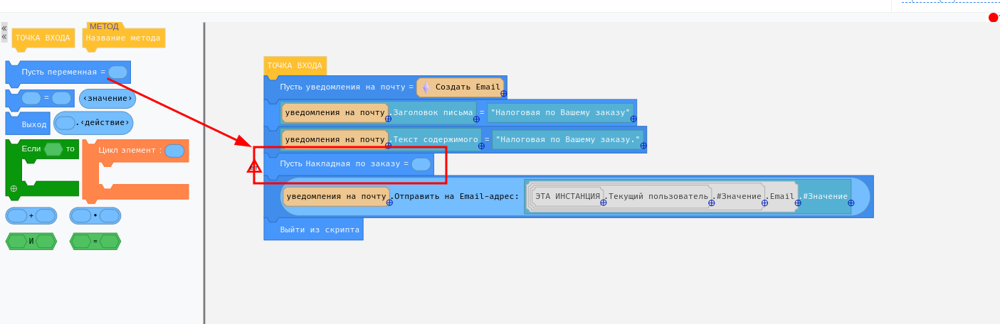 «
«
ТОЧКА ВХОДА
МЕТОД
Название метода
Пусть переменная =
=
‹значение›
Выход
.‹действие›
Если то
Цикл элемент :
+
•
И
=
ТОЧКА ВХОДА
Пусть уведомления на почту = Создать Email
уведомления на почту.Заголовок письма = "Налоговая по Вашему заказу"
уведомления на почту.Текст содержимого = "Налоговая по Вашему заказу."
Пусть Накладная по заказу =
уведомления на почту.Отправить на Email-адрес: ЭТА ИНСТАНЦИЯ.Текущий пользователь.#Значение.Email.#Значение
Выйти из скрипта